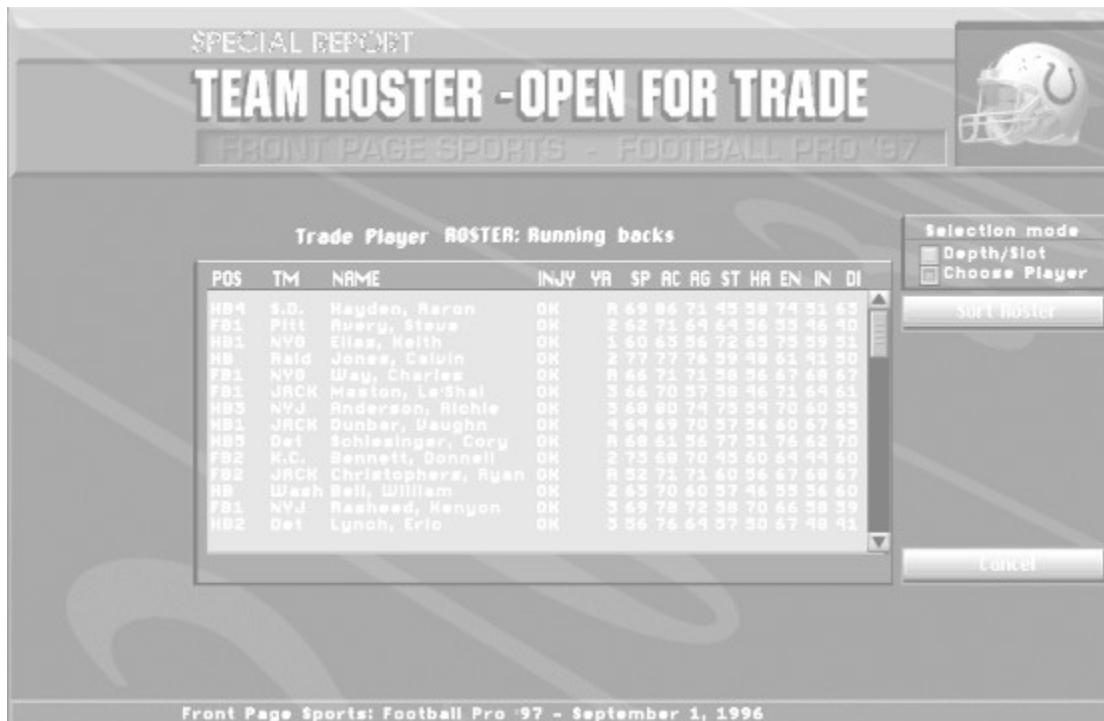 SPECIAL REPORT
TEAM ROSTER - OPEN FOR TRADE
FRONT PAGE SPORTS - FOOTBALL PRO '97
Trade Player ROSTER: Running backs
Selection mode
Depth/Slot
Choose Player
Sort Roster
POS TM NAME INJY YR SP AC AG ST HA EN IN DI
HB4 S.D. Hayden, Aaron OK R 69 86 71 45 58 74 51 65
FB1 Pitt Avery, Steve OK 2 62 71 64 64 56 55 46 40
HB1 NYG Elias, Keith OK 1 60 65 56 72 65 75 59 51
HB Raid Jones, Calvin OK 2 77 77 76 59 48 61 41 50
FB1 NYG Way, Charles OK R 66 71 71 58 56 67 68 67
FB1 JACK Maston, Le'Shai OK 3 66 70 57 58 46 71 64 61
HB3 NYJ Anderson, Richie OK 3 68 80 74 75 54 70 60 55
HB1 JACK Dunbar, Vaughn OK 4 64 69 70 57 56 60 67 65
HB5 Det Schlesinger, Cory OK R 68 61 56 77 51 76 62 70
FB2 K.C. Bennett, Donnell OK 2 75 68 70 45 60 64 44 60
FB2 JACK Christophers, Ryan OK R 52 71 71 60 56 67 68 67
HB Wash Bell, William OK 2 65 70 60 57 46 55 56 60
FB1 NYJ Rasheed, Kenyon OK 3 69 78 72 58 70 66 58 59
HB2 Det Lynch, Eric OK 3 56 76 64 57 50 67 48 41
Cancel
Front Page Sports: Football Pro '97 - September 1, 1996